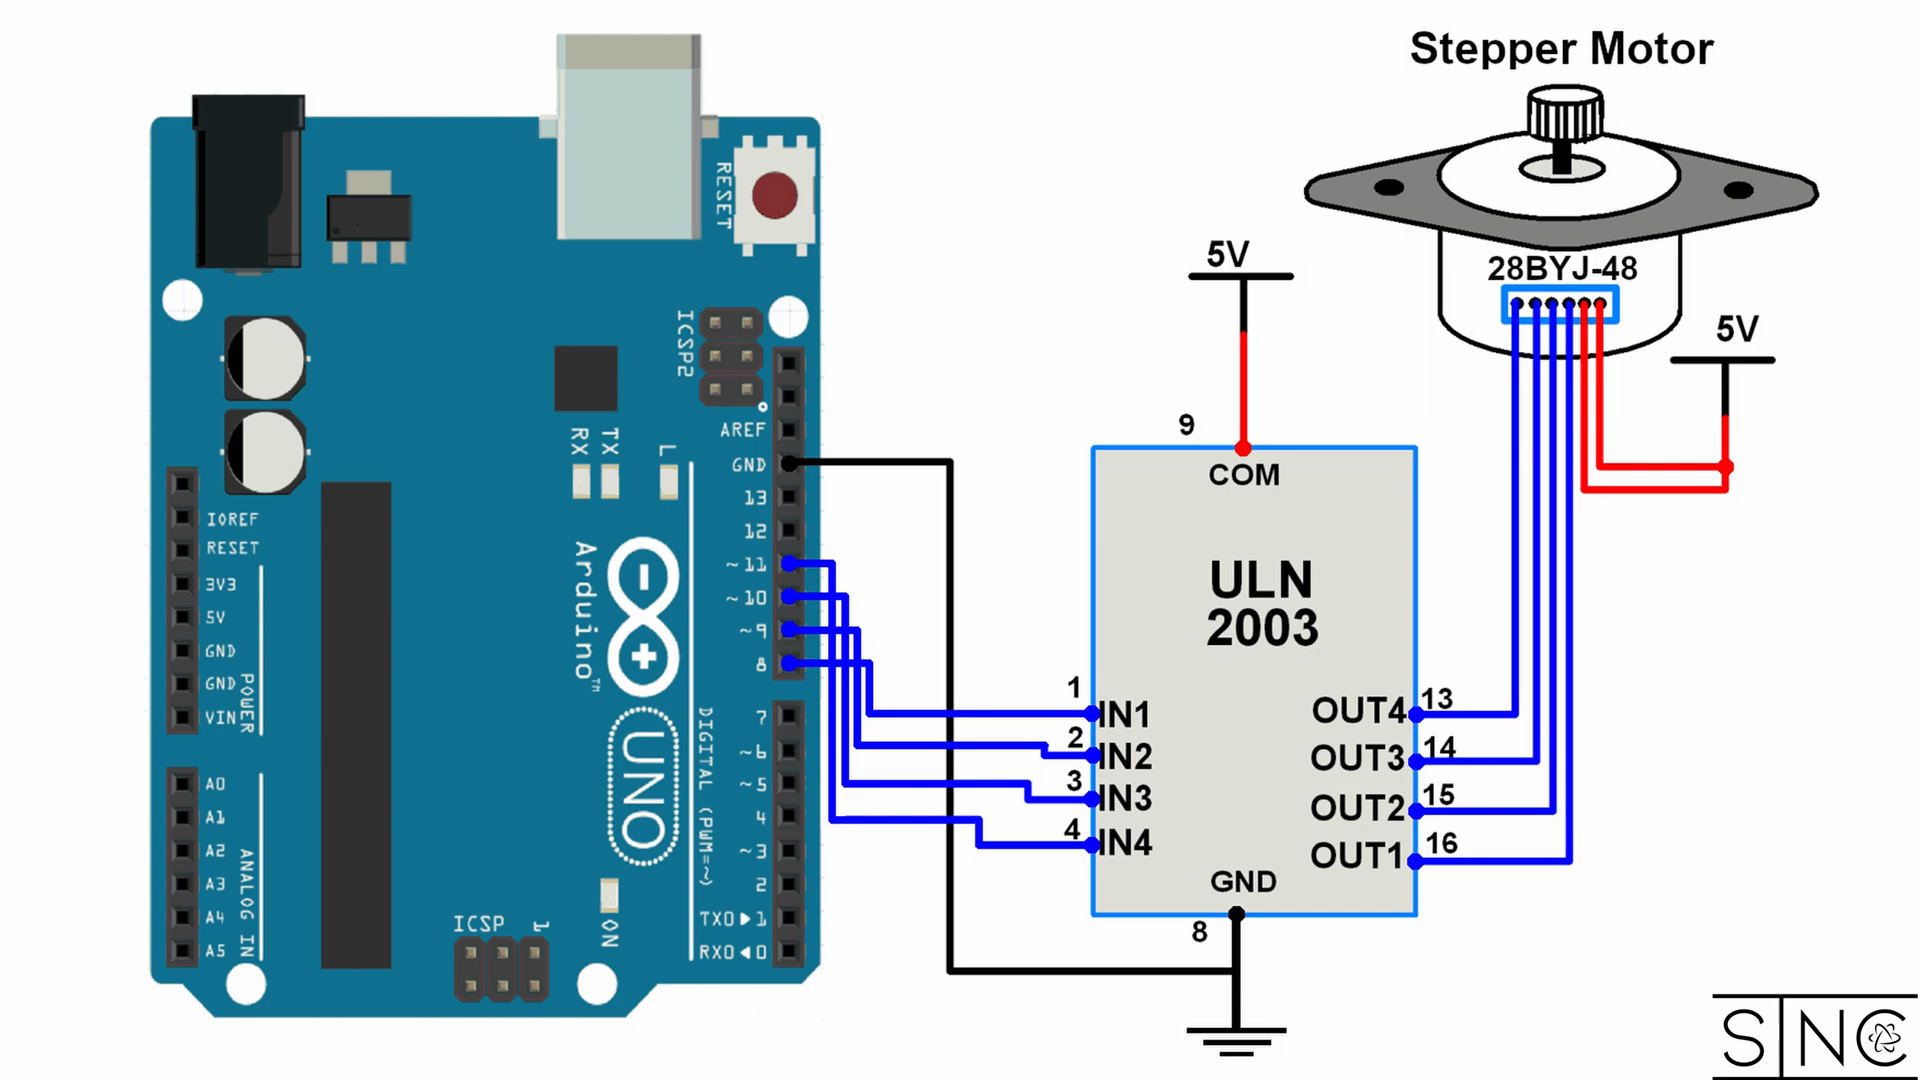 Stepper Motor
28BYJ-48
5V
5V
RESET
ICSP2
AREF
GND
13
12
~11
~10
~9
8
7
~6
~5
4
~3
2
TX0►1
RX0◄0
RX
TX
L
Arduino™
UNO
DIGITAL (PWM=~)
IOREF
RESET
3V3
5V
GND
GND
VIN
POWER
A0
A1
A2
A3
A4
A5
ANALOG IN
ICSP
1
ON
9
COM
ULN
2003
1
IN1
2
IN2
3
IN3
4
IN4
OUT4
13
OUT3
14
OUT2
15
OUT1
16
GND
8
SINC